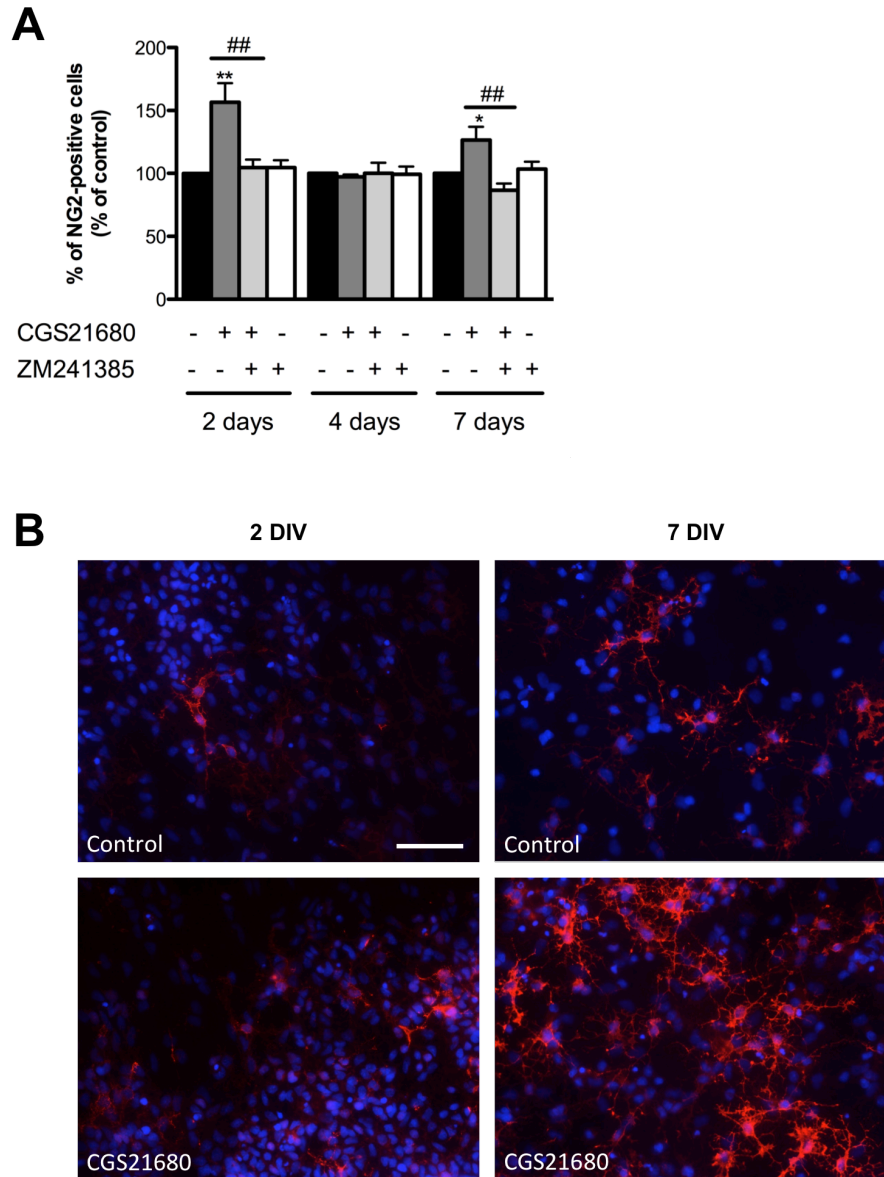 A
% of NG2-positive cells
(% of control)
200
150
100
50
0
##
**
##
*
CGS21680 - + + - - + + - - + + -
ZM241385 - - + + - - + + - - + +
2 days 4 days 7 days
B
2 DIV 7 DIV
Control Control
CGS21680 CGS21680